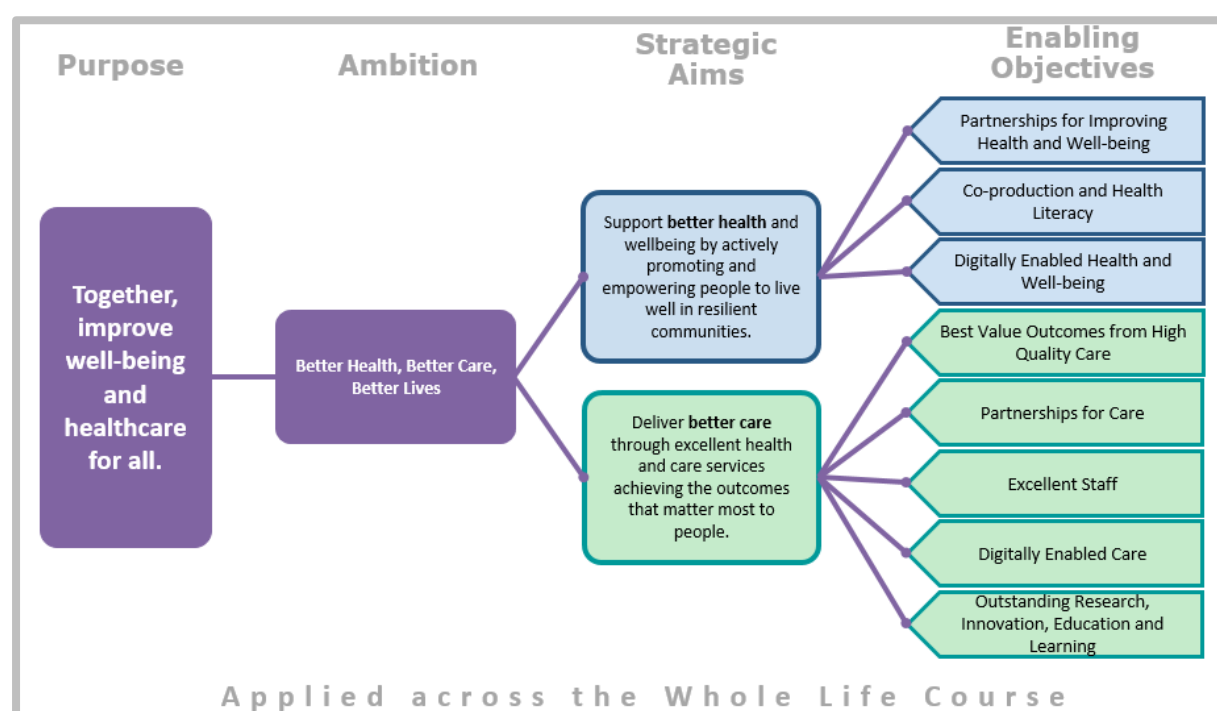 Purpose
Ambition
Strategic
Aims
Enabling
Objectives
Together,
improve
well-being
and
healthcare
for all.
Better Health, Better Care,
Better Lives
Support better health and
wellbeing by actively
promoting and
empowering people to live
well in resilient
communities.
Deliver better care
through excellent health
and care services
achieving the outcomes
that matter most to
people.
Partnerships for Improving
Health and Well-being
Co-production and Health
Literacy
Digitally Enabled Health and
Well-being
Best Value Outcomes from High
Quality Care
Partnerships for Care
Excellent Staff
Digitally Enabled Care
Outstanding Research,
Innovation, Education and
Learning
Applied across the Whole Life Course